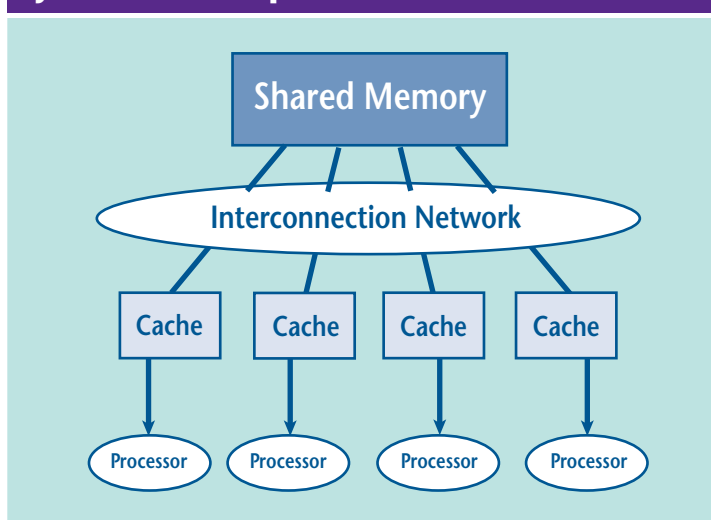 Shared Memory
Interconnection Network
Cache Cache Cache Cache
Processor Processor Processor Processor